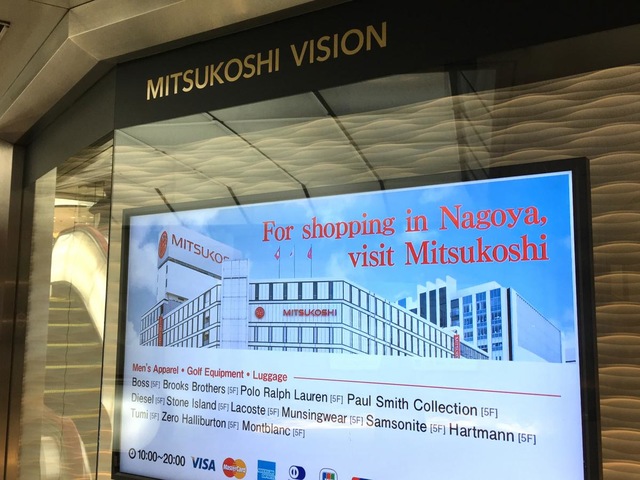 MITSUKOSHI VISION
For shopping in Nagoya,
visit Mitsukoshi
MITSUKOS
MITSUKOSHI
Men's Apparel • Golf Equipment • Luggage
Boss [5F] Brooks Brothers [5F] Polo Ralph Lauren [5F] Paul Smith Collection [5F]
Diesel [5F] Stone Island [5F] Lacoste [5F] Munsingwear [5F] Samsonite [5F] Hartmann [5F]
Tumi [5F] Zero Halliburton [5F] Montblanc [5F]
10:00~20:00 VISA MasterCard JCB